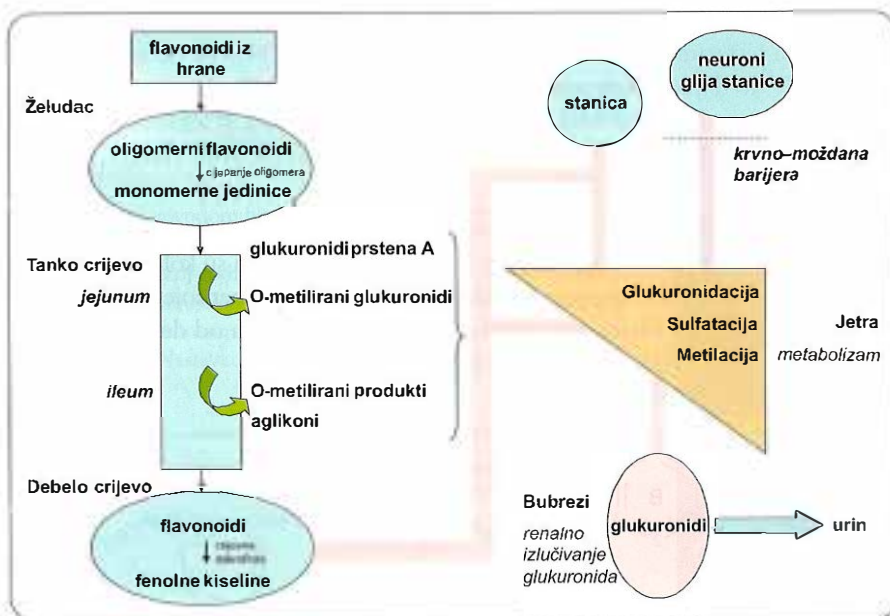 flavonoidi iz
hrane
Želudac
oligomerni flavonoidi
cijepanje oligomera
monomerne jedinice
Tanko crijevo
jejunum
glukuronidi prstena A
O-metilirani glukuronidi
ileum
O-metilirani produkti
aglikoni
Debelo crijevo
flavonoidi
fenolne kiseline
stanica
neuroni
glija stanice
krvno–moždana
barijera
Glukuronidacija
Sulfatacija
Metilacija
Jetra
metabolizam
Bubrezi
renalno
izlučivanje
glukuronida
glukuronidi
urin